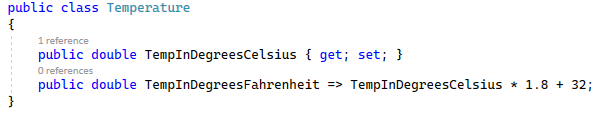 public class Temperature
{
1 reference
public double TempInDegreesCelsius { get; set; }
0 references
public double TempInDegreesFahrenheit => TempInDegreesCelsius * 1.8 + 32;
}